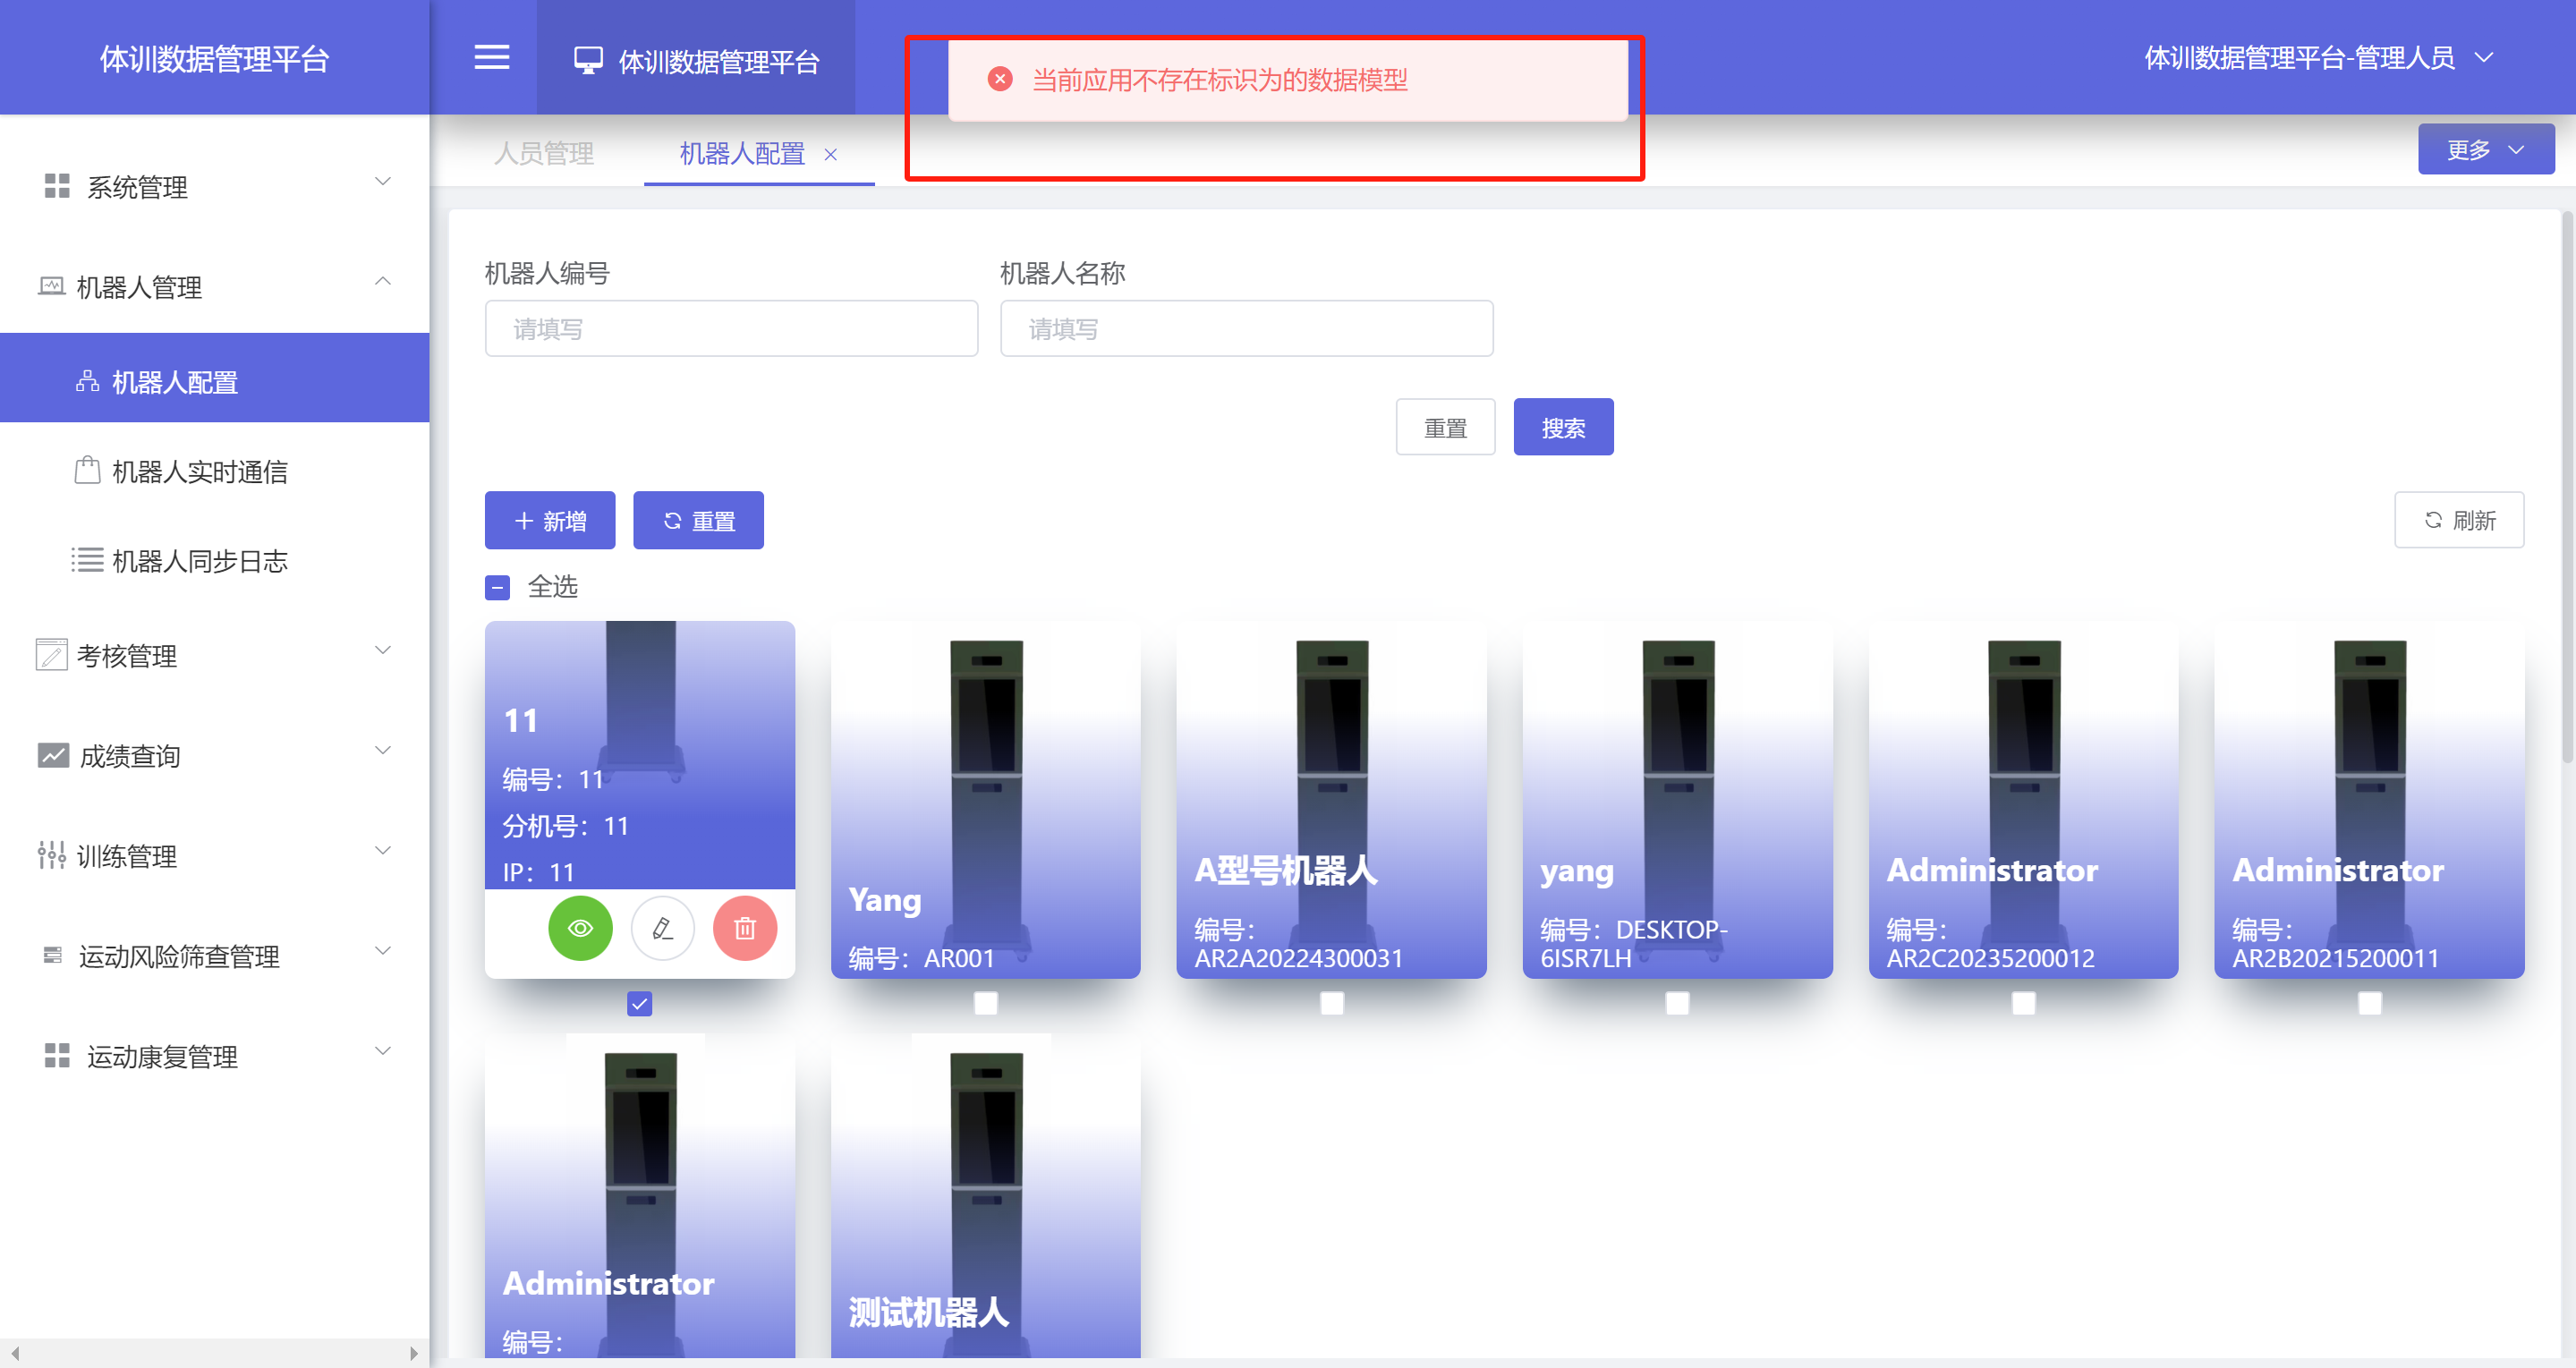 体训数据管理平台
体训数据管理平台
当前应用不存在标识为的数据模型
体训数据管理平台-管理人员
人员管理
机器人配置
更多
系统管理
机器人管理
机器人配置
机器人实时通信
机器人同步日志
考核管理
成绩查询
训练管理
运动风险筛查管理
运动康复管理
机器人编号
机器人名称
请填写
请填写
重置
搜索
新增
重置
刷新
全选
11
编号：11
分机号：11
IP：11
Yang
编号：AR001
A型号机器人
编号：
AR2A20224300031
yang
编号：DESKTOP-
6ISR7LH
Administrator
编号：
AR2C20235200012
Administrator
编号：
AR2B20215200011
Administrator
编号：
测试机器人